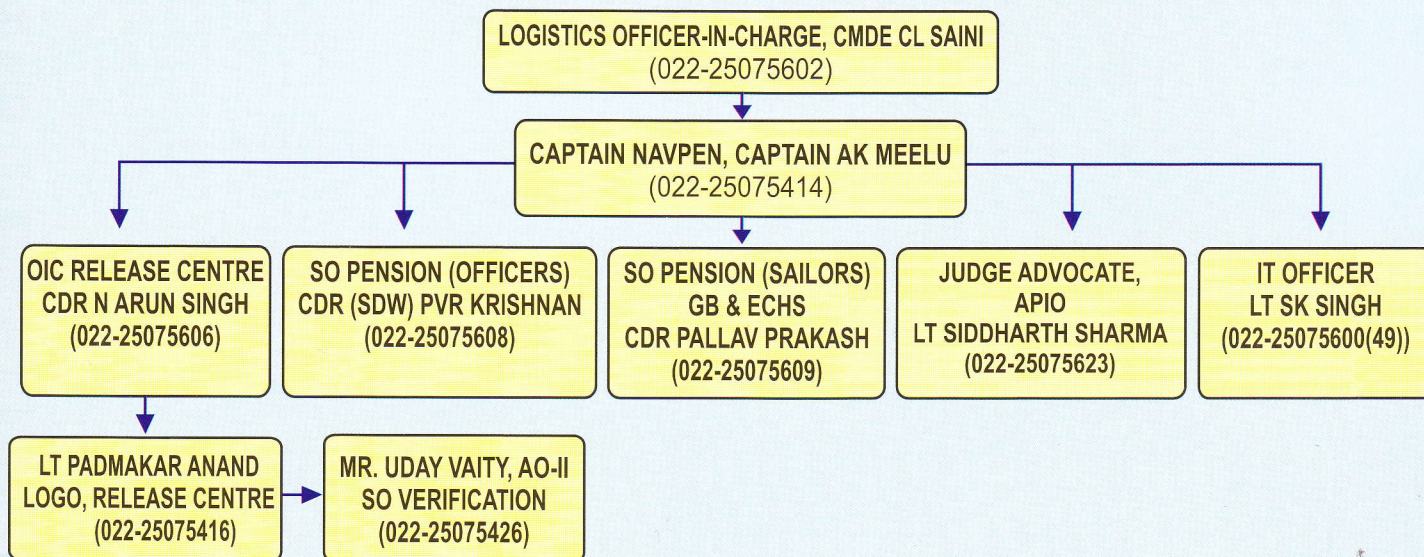 LOGISTICS OFFICER-IN-CHARGE, CMDE CL SAINI
(022-25075602)
CAPTAIN NAVPEN, CAPTAIN AK MEELU
(022-25075414)
OIC RELEASE CENTRE
CDR N ARUN SINGH
(022-25075606)
SO PENSION (OFFICERS)
CDR (SDW) PVR KRISHNAN
(022-25075608)
SO PENSION (SAILORS)
GB & ECHS
CDR PALLAV PRAKASH
(022-25075609)
JUDGE ADVOCATE,
APIO
LT SIDDHARTH SHARMA
(022-25075623)
IT OFFICER
LT SK SINGH
(022-25075600(49))
LT PADMAKAR ANAND
LOGO, RELEASE CENTRE
(022-25075416)
MR. UDAY VAITY, AO-II
SO VERIFICATION
(022-25075426)